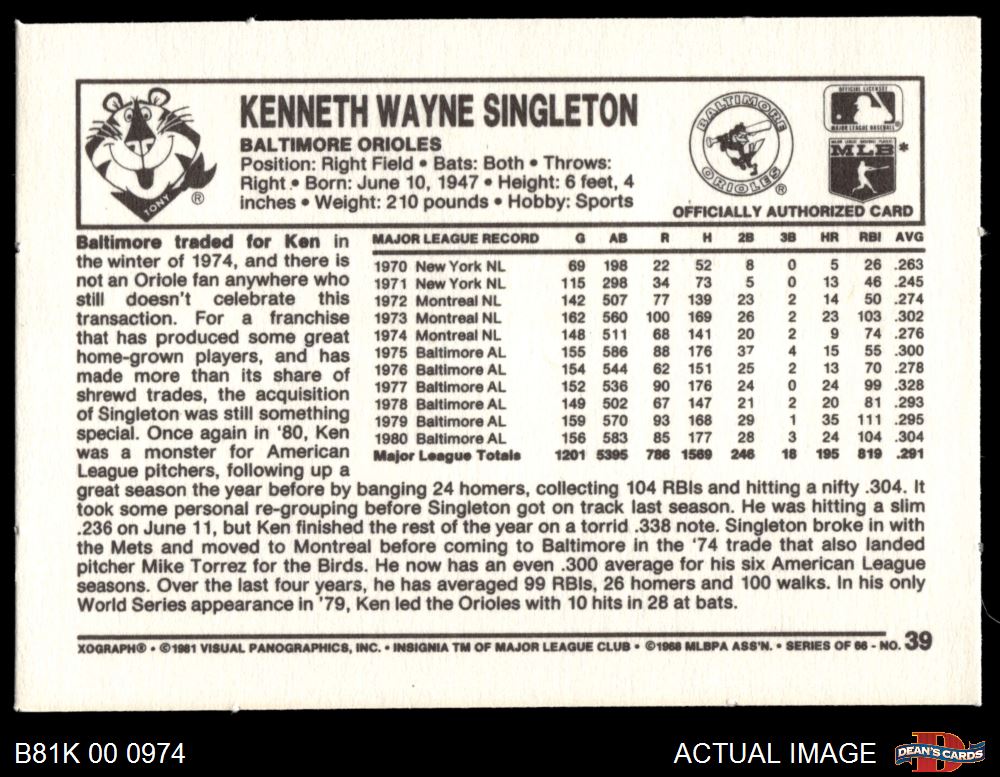 KENNETH WAYNE SINGLETON
BALTIMORE ORIOLES
Position: Right Field • Bats: Both • Throws:
Right • Born: June 10, 1947 • Height: 6 feet, 4
inches • Weight: 210 pounds • Hobby: Sports
TONY
®
BALTIMORE
ORIOLES
®
OFFICIAL LICENSEE
MAJOR LEAGUE BASEBALL®
MLB *
OFFICIALLY AUTHORIZED CARD
Baltimore traded for Ken in
the winter of 1974, and there is
not an Oriole fan anywhere who
still doesn't celebrate this
transaction. For a franchise
that has produced some great
home-grown players, and has
made more than its share of
shrewd trades, the acquisition
of Singleton was still something
special. Once again in '80, Ken
was a monster for American
League pitchers, following up a
great season the year before by banging 24 homers, collecting 104 RBIs and hitting a nifty .304. It
took some personal re-grouping before Singleton got on track last season. He was hitting a slim
.236 on June 11, but Ken finished the rest of the year on a torrid .338 note. Singleton broke in with
the Mets and moved to Montreal before coming to Baltimore in the '74 trade that also landed
pitcher Mike Torrez for the Birds. He now has an even .300 average for his six American League
seasons. Over the last four years, he has averaged 99 RBIs, 26 homers and 100 walks. In his only
World Series appearance in '79, Ken led the Orioles with 10 hits in 28 at bats.
MAJOR LEAGUE RECORD G AB R H 2B 3B HR RBI AVG
1970 New York NL 69 198 22 52 8 0 5 26 .263
1971 New York NL 115 298 34 73 5 0 13 46 .245
1972 Montreal NL 142 507 77 139 23 2 14 50 .274
1973 Montreal NL 162 560 100 169 26 2 23 103 .302
1974 Montreal NL 148 511 68 141 20 2 9 74 .276
1975 Baltimore AL 155 586 88 176 37 4 15 55 .300
1976 Baltimore AL 154 544 62 151 25 2 13 70 .278
1977 Baltimore AL 152 536 90 176 24 0 24 99 .328
1978 Baltimore AL 149 502 67 147 21 2 20 81 .293
1979 Baltimore AL 159 570 93 168 29 1 35 111 .295
1980 Baltimore AL 156 583 85 177 28 3 24 104 .304
Major League Totals 1201 5395 786 1569 246 18 195 819 .291
XOGRAPH® • ©1981 VISUAL PANOGRAPHICS, INC. • INSIGNIA TM OF MAJOR LEAGUE CLUB • ©1968 MLBPA ASS'N. • SERIES OF 66 - NO. 39
B81K 00 0974
ACTUAL IMAGE
DEAN'S CARDS